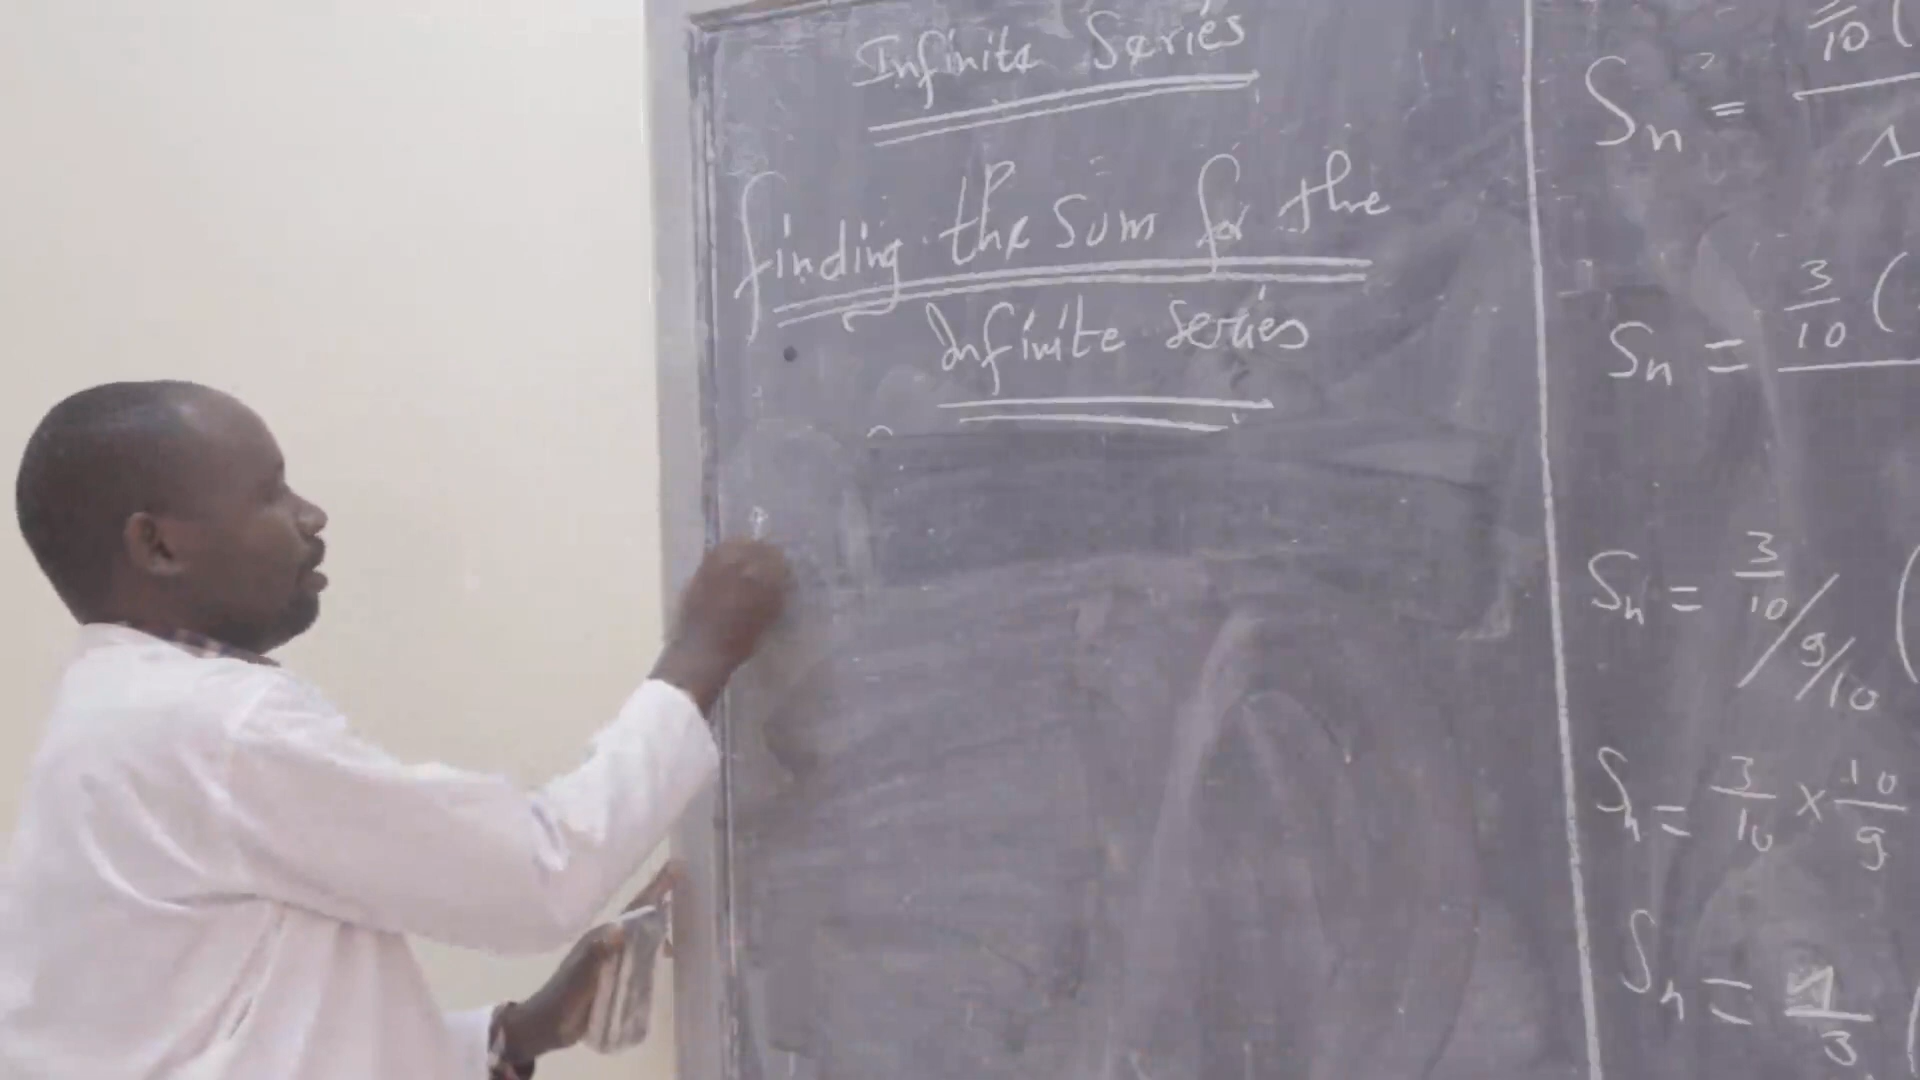 Infinite Series
finding the sum for the
Infinite series
Sn = 3/10 (
Sn = 3/10 (
Sn = 3/10 / 9/10 (
Sn = 3/10 × 10/9
Sn = 1/3 (